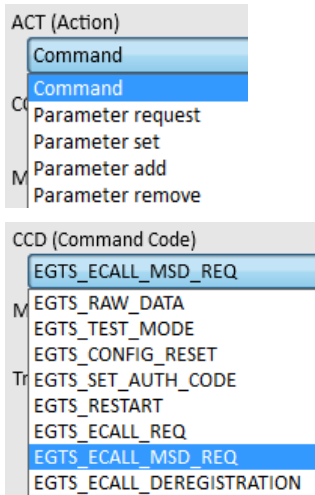 ACT (Action)
Command
Command
Parameter request
Parameter set
Parameter add
Parameter remove
CCD (Command Code)
EGTS_ECALL_MSD_REQ
EGTS_RAW_DATA
EGTS_TEST_MODE
EGTS_CONFIG_RESET
EGTS_SET_AUTH_CODE
EGTS_RESTART
EGTS_ECALL_REQ
EGTS_ECALL_MSD_REQ
EGTS_ECALL_DEREGISTRATION